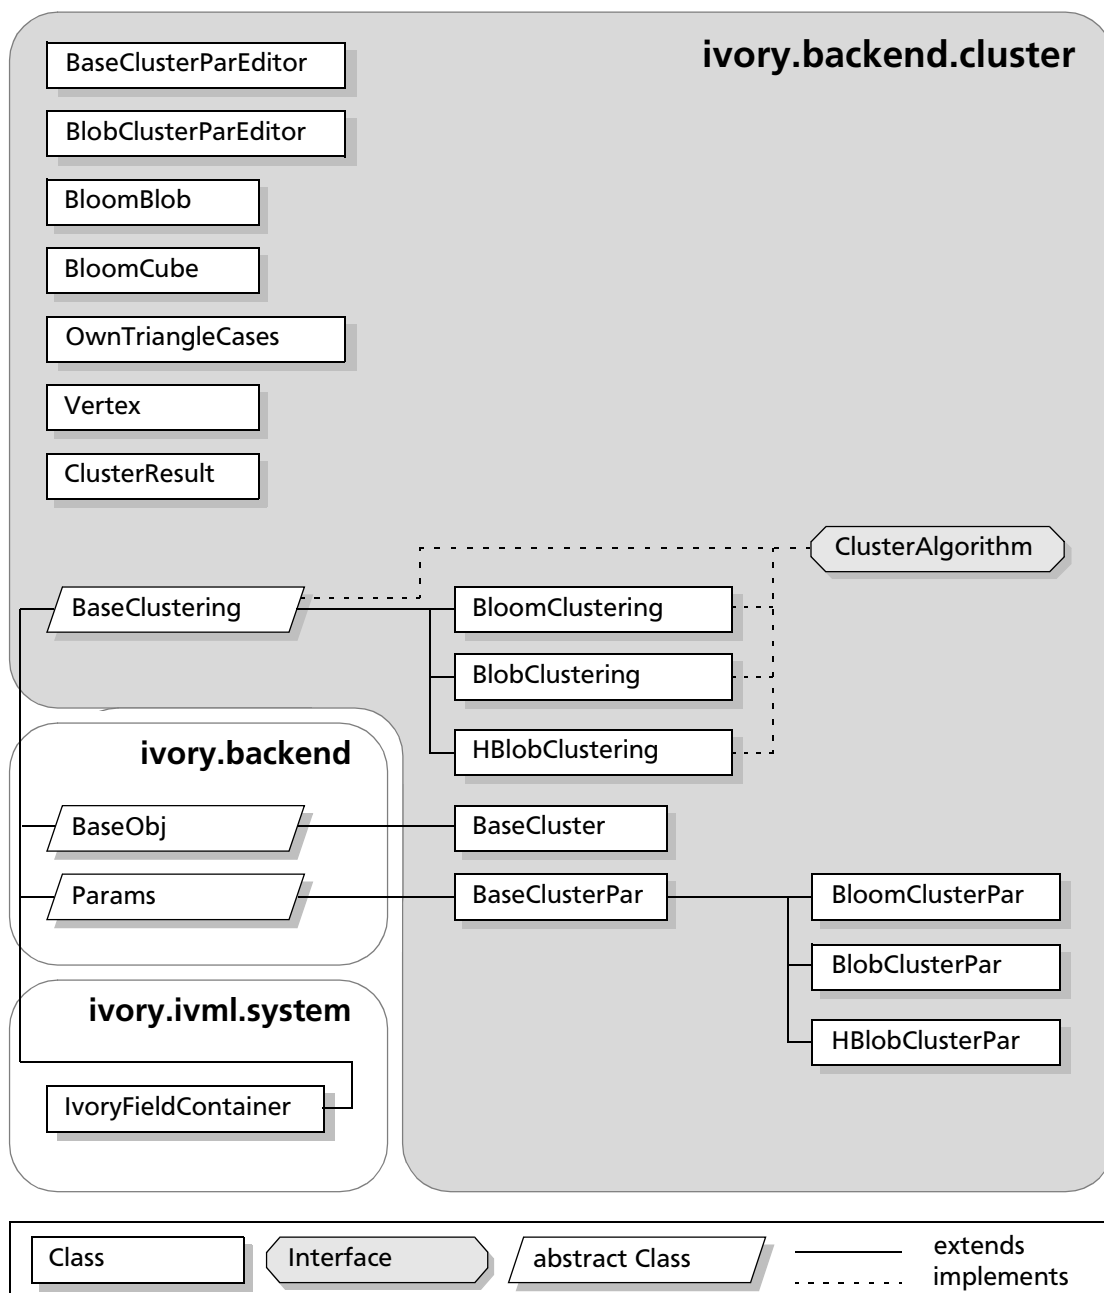 ivory.backend.cluster
BaseClusterParEditor
BlobClusterParEditor
BloomBlob
BloomCube
OwnTriangleCases
Vertex
ClusterResult
ClusterAlgorithm
BaseClustering
BloomClustering
BlobClustering
HBlobClustering
ivory.backend
BaseObj
BaseCluster
Params
BaseClusterPar
BloomClusterPar
BlobClusterPar
HBlobClusterPar
ivory.ivml.system
IvoryFieldContainer
Class
Interface
abstract Class
extends
implements